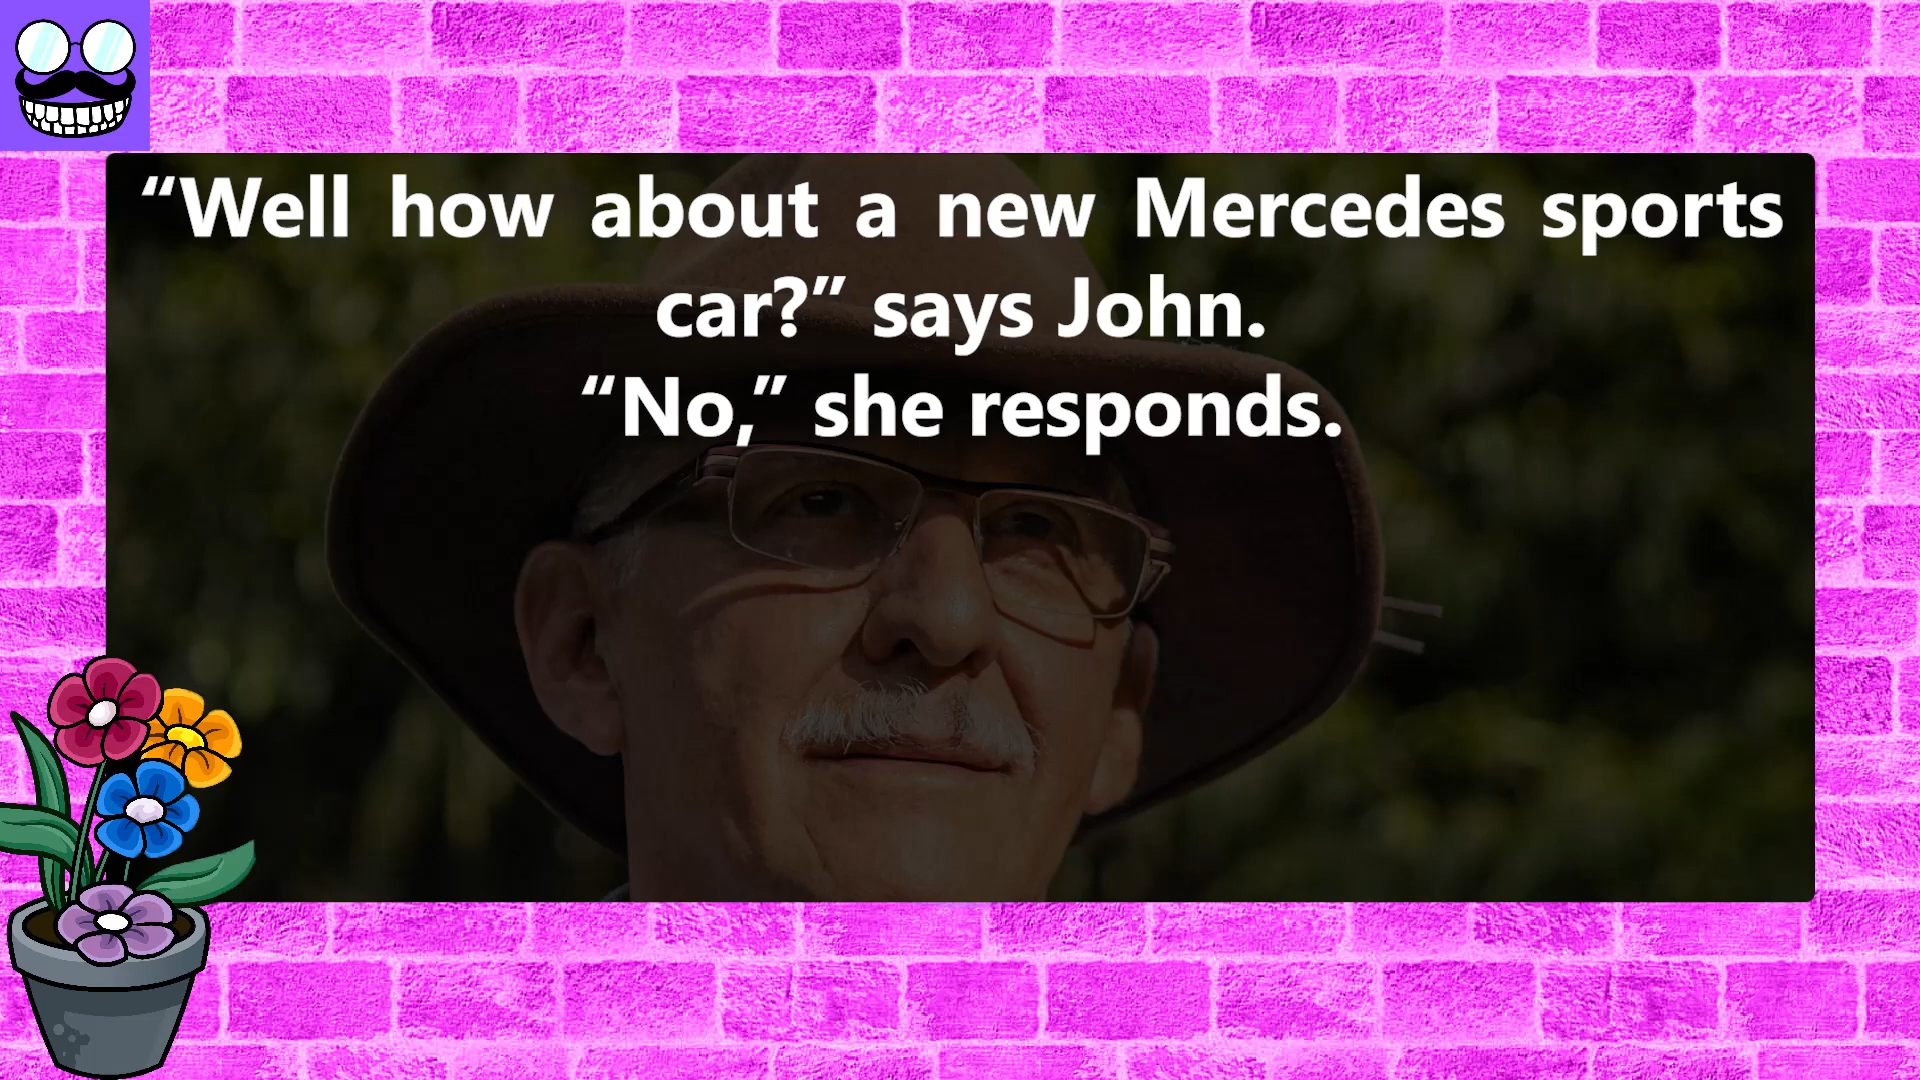 “Well how about a new Mercedes sports
car?” says John.
“No,” she responds.